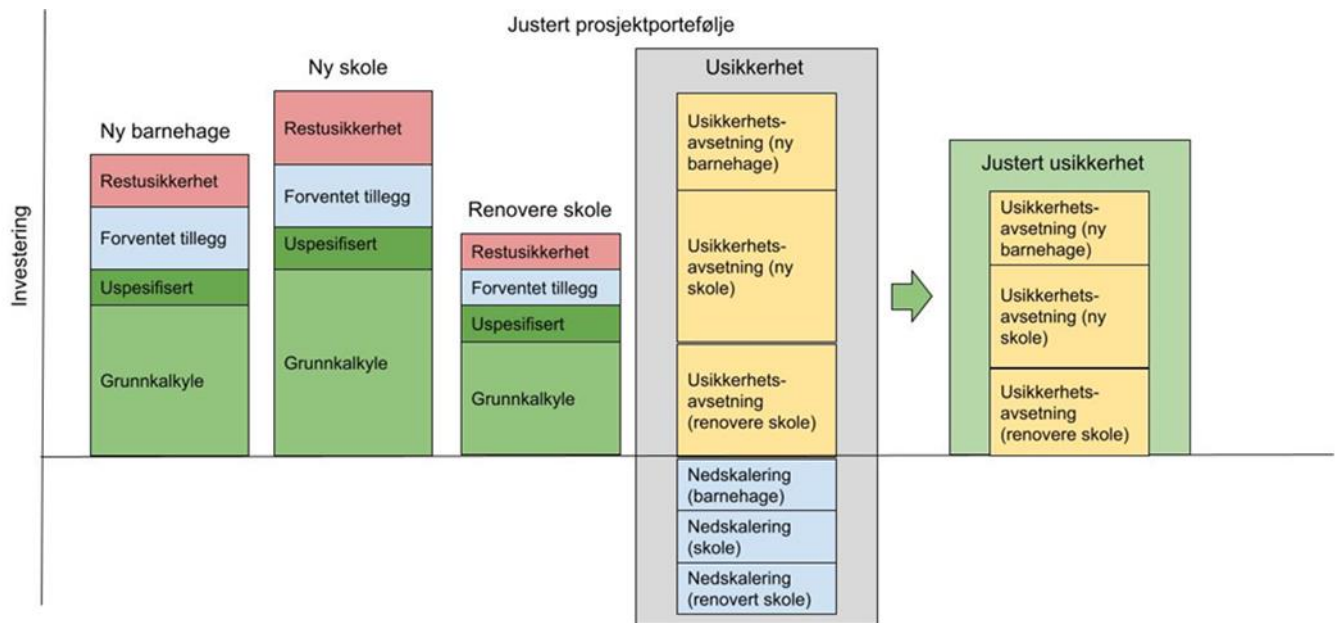 Justert prosjektportefølje
Investering
Ny barnehage
Restusikkerhet
Forventet tillegg
Uspesifisert
Grunnkalkyle
Ny skole
Restusikkerhet
Forventet tillegg
Uspesifisert
Grunnkalkyle
Renovere skole
Restusikkerhet
Forventet tillegg
Uspesifisert
Grunnkalkyle
Usikkerhet
Usikkerhets-
avsetning (ny
barnehage)
Usikkerhets-
avsetning (ny
skole)
Usikkerhets-
avsetning
(renovere skole)
Nedskalering
(barnehage)
Nedskalering
(skole)
Nedskalering
(renovert skole)
Justert usikkerhet
Usikkerhets-
avsetning (ny
barnehage)
Usikkerhets-
avsetning (ny
skole)
Usikkerhets-
avsetning
(renovere skole)